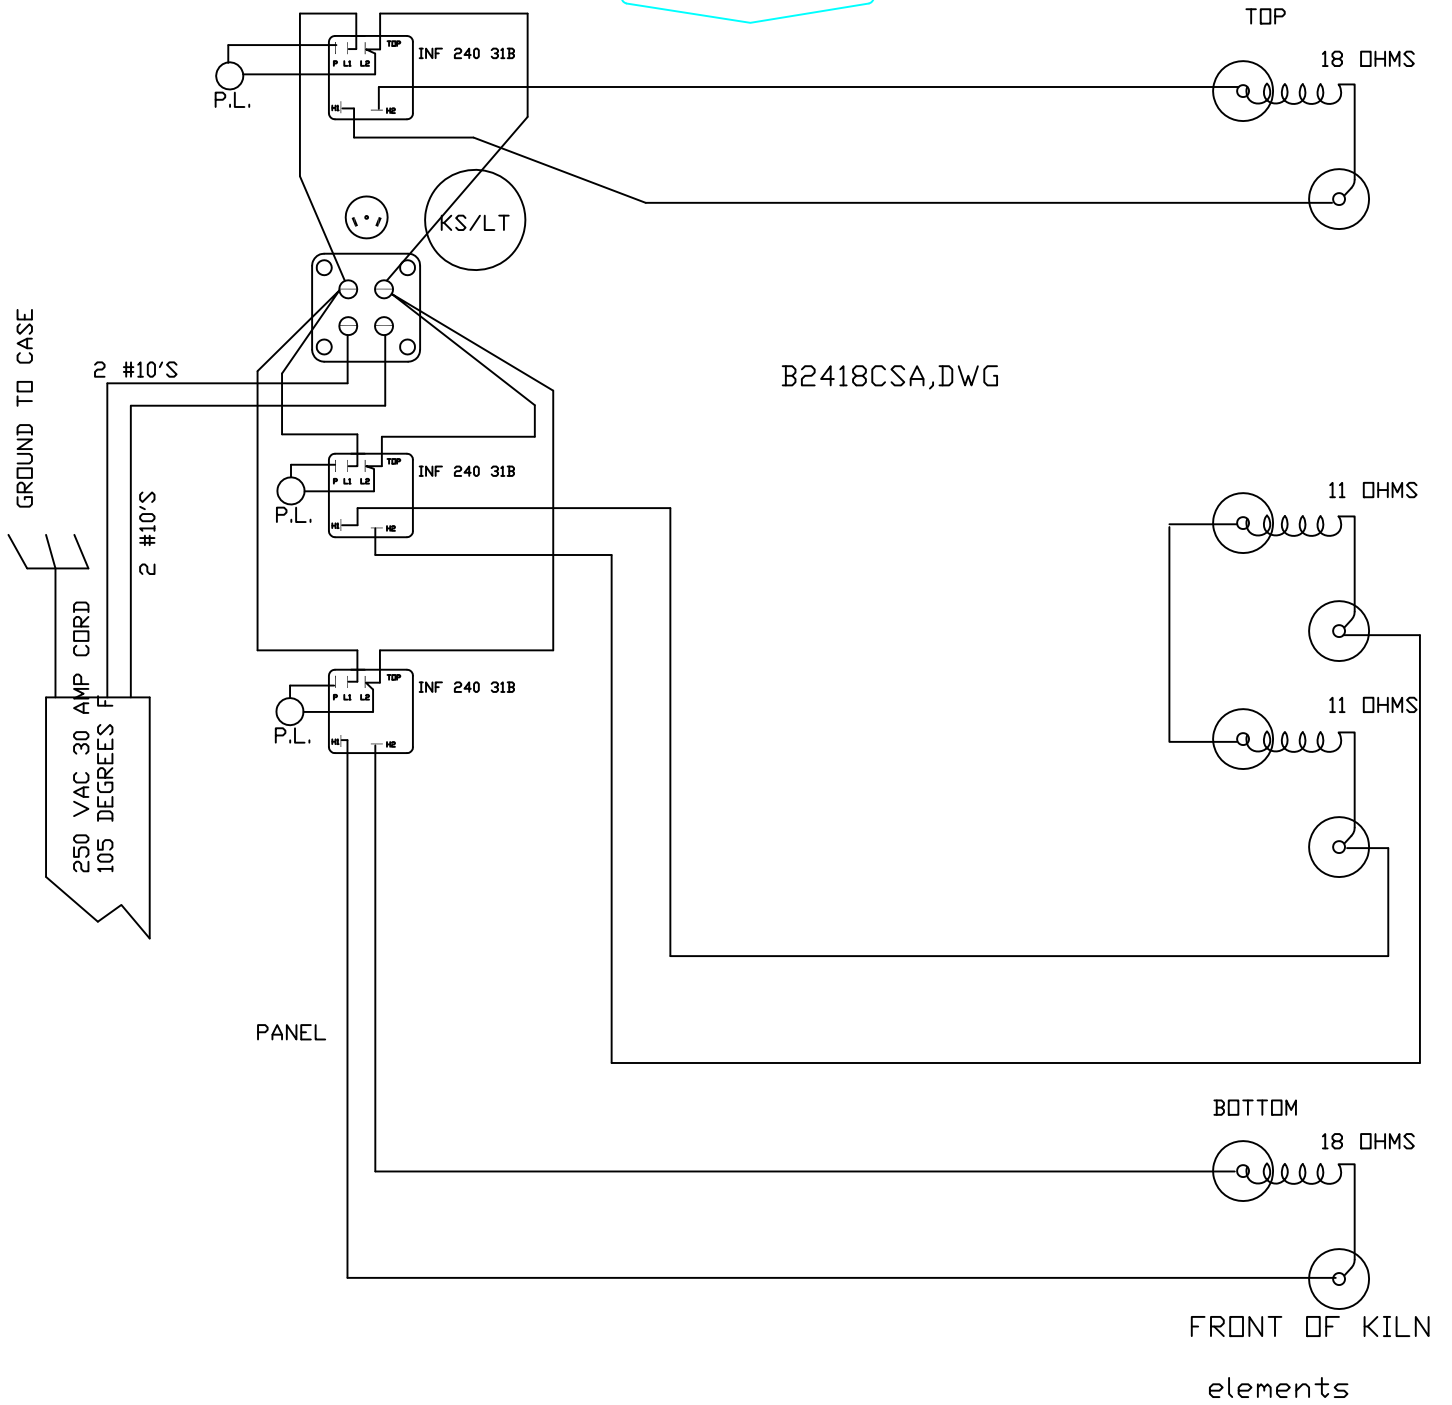 TOP
TOP
INF 240 31B
18 OHMS
P L1 L2
P.L.
H1 H2
KS/LT
GROUND TO CASE
2 #10'S
B2418CSA,DWG
TOP
INF 240 31B
P L1 L2
11 OHMS
2 #10'S
P.L.
H1 H2
250 VAC 30 AMP CORD
105 DEGREES F
TOP
INF 240 31B
P L1 L2
11 OHMS
P.L.
H1 H2
PANEL
BOTTOM
18 OHMS
FRONT OF KILN
elements